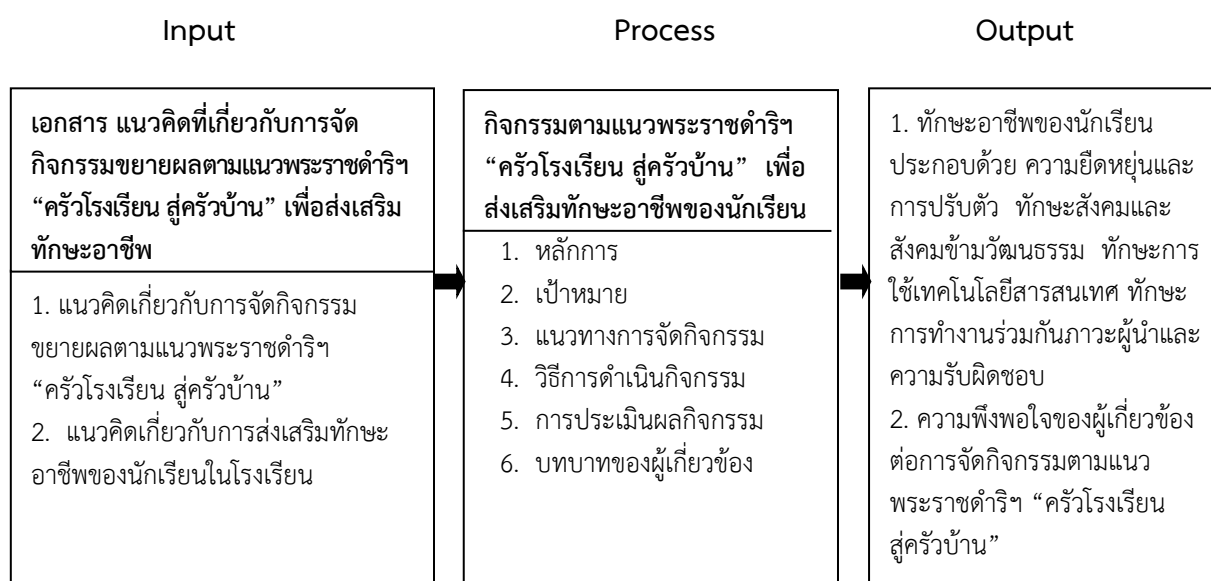 Input
Process
Output
เอกสาร แนวคิดที่เกี่ยวกับการจัด
กิจกรรมขยายผลตามแนวพระราชดำริฯ
“ครัวโรงเรียน สู่ครัวบ้าน” เพื่อส่งเสริม
ทักษะอาชีพ
1. แนวคิดเกี่ยวกับการจัดกิจกรรม
ขยายผลตามแนวพระราชดำริฯ
“ครัวโรงเรียน สู่ครัวบ้าน”
2. แนวคิดเกี่ยวกับการส่งเสริมทักษะ
อาชีพของนักเรียนในโรงเรียน
กิจกรรมตามแนวพระราชดำริฯ
“ครัวโรงเรียน สู่ครัวบ้าน” เพื่อ
ส่งเสริมทักษะอาชีพของนักเรียน
1. หลักการ
2. เป้าหมาย
3. แนวทางการจัดกิจกรรม
4. วิธีการดำเนินกิจกรรม
5. การประเมินผลกิจกรรม
6. บทบาทของผู้เกี่ยวข้อง
1. ทักษะอาชีพของนักเรียน
ประกอบด้วย ความยืดหยุ่นและ
การปรับตัว ทักษะสังคมและ
สังคมข้ามวัฒนธรรม ทักษะการ
ใช้เทคโนโลยีสารสนเทศ ทักษะ
การทำงานร่วมกันภาวะผู้นำและ
ความรับผิดชอบ
2. ความพึงพอใจของผู้เกี่ยวข้อง
ต่อการจัดกิจกรรมตามแนว
พระราชดำริฯ “ครัวโรงเรียน
สู่ครัวบ้าน”